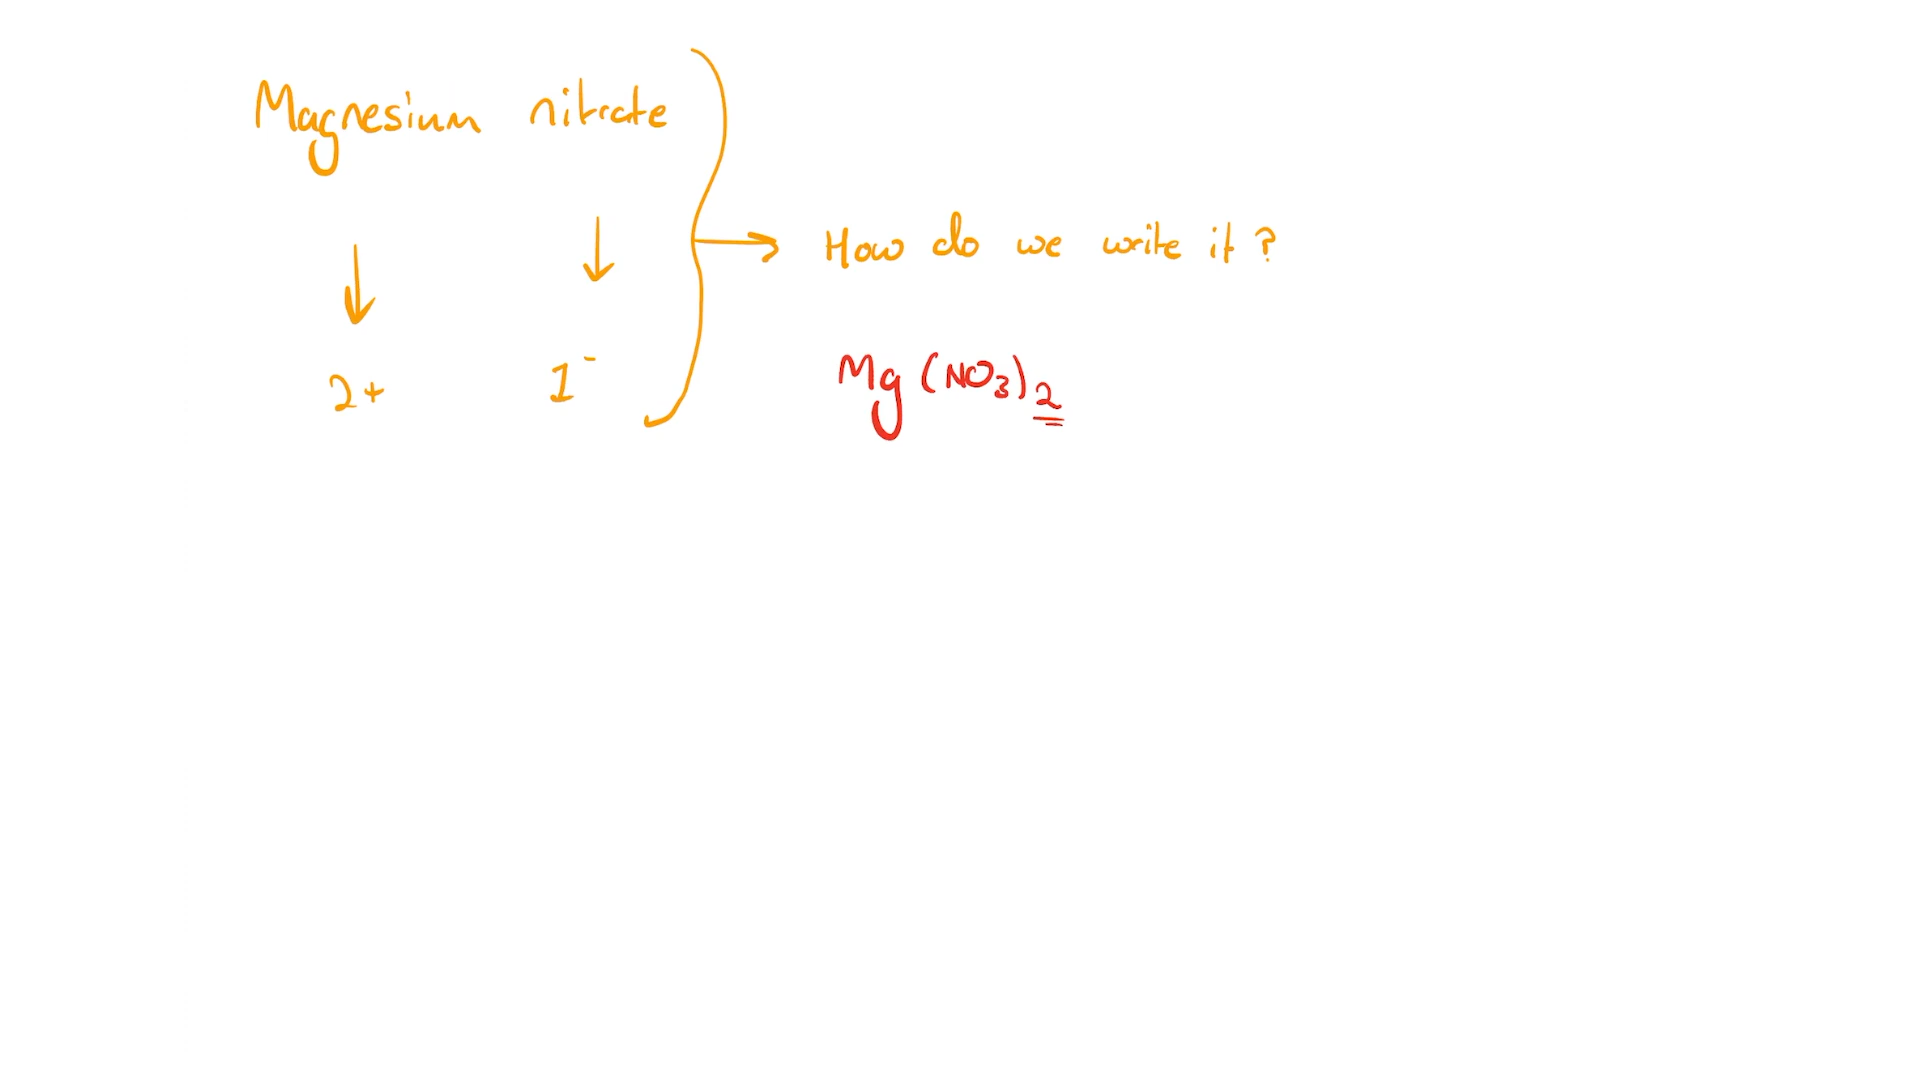 Magnesium nitrate
How do we write it?
2+ 1⁻
Mg(NO₃)₂